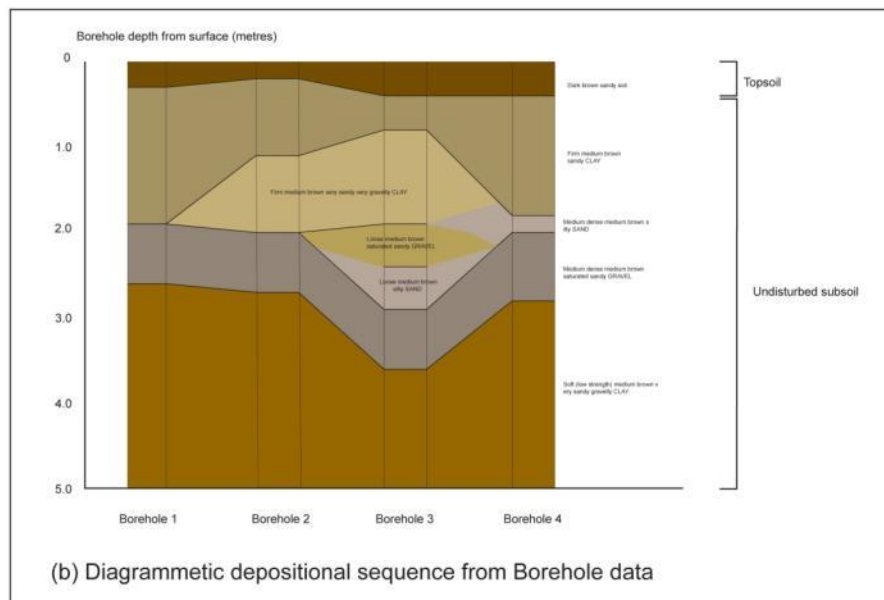 Borehole depth from surface (metres)
0
1.0
2.0
3.0
4.0
5.0
Dark brown sandy soil
Firm medium brown
sandy CLAY
Firm medium brown very sandy very gravelly CLAY
Medium dense medium brown s
ilty SAND
Loose medium brown
saturated sandy GRAVEL
Medium dense medium brown
saturated sandy GRAVEL
Loose medium brown
silty SAND
Soft (low strength) medium brown v
ery sandy gravelly CLAY
Topsoil
Undisturbed subsoil
Borehole 1
Borehole 2
Borehole 3
Borehole 4
(b) Diagrammetic depositional sequence from Borehole data